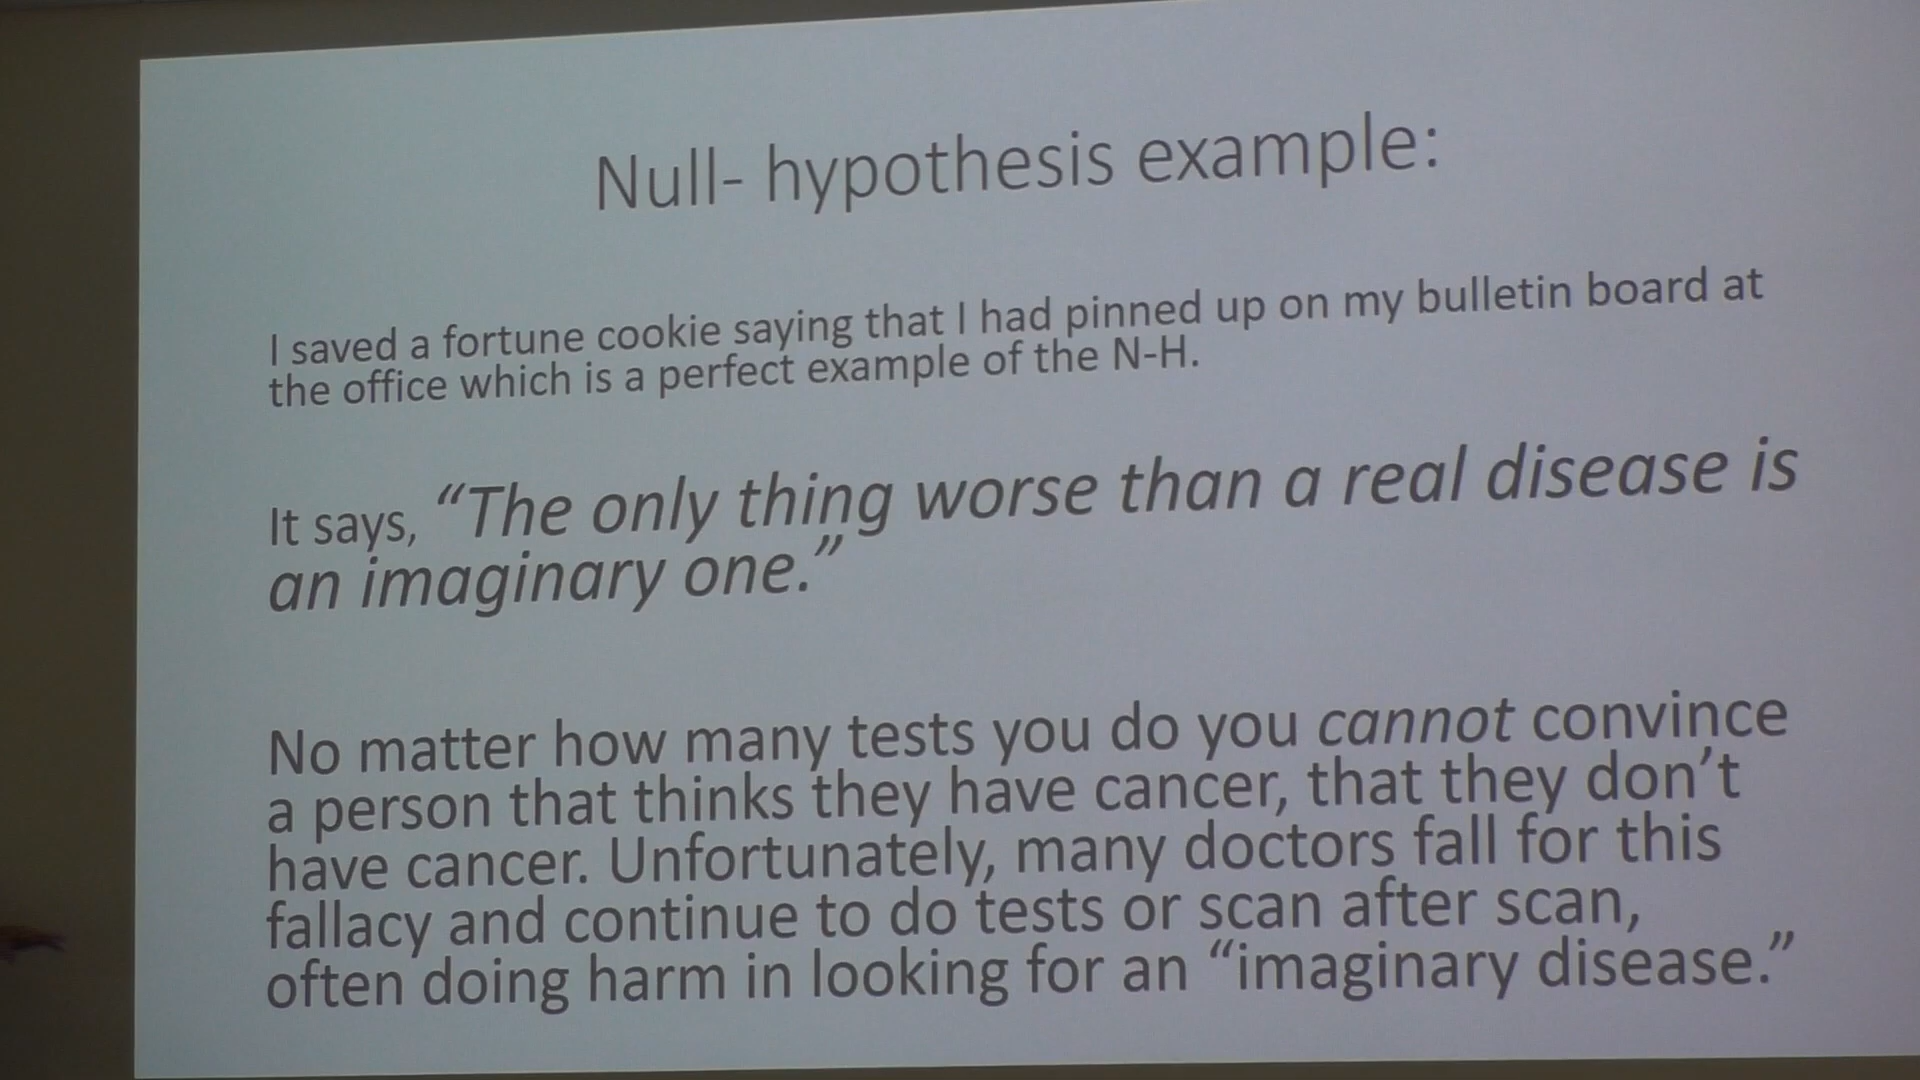 Null- hypothesis example:
I saved a fortune cookie saying that I had pinned up on my bulletin board at
the office which is a perfect example of the N-H.
It says, “The only thing worse than a real disease is
an imaginary one.”
No matter how many tests you do you cannot convince
a person that thinks they have cancer, that they don’t
have cancer. Unfortunately, many doctors fall for this
fallacy and continue to do tests or scan after scan,
often doing harm in looking for an “imaginary disease.”